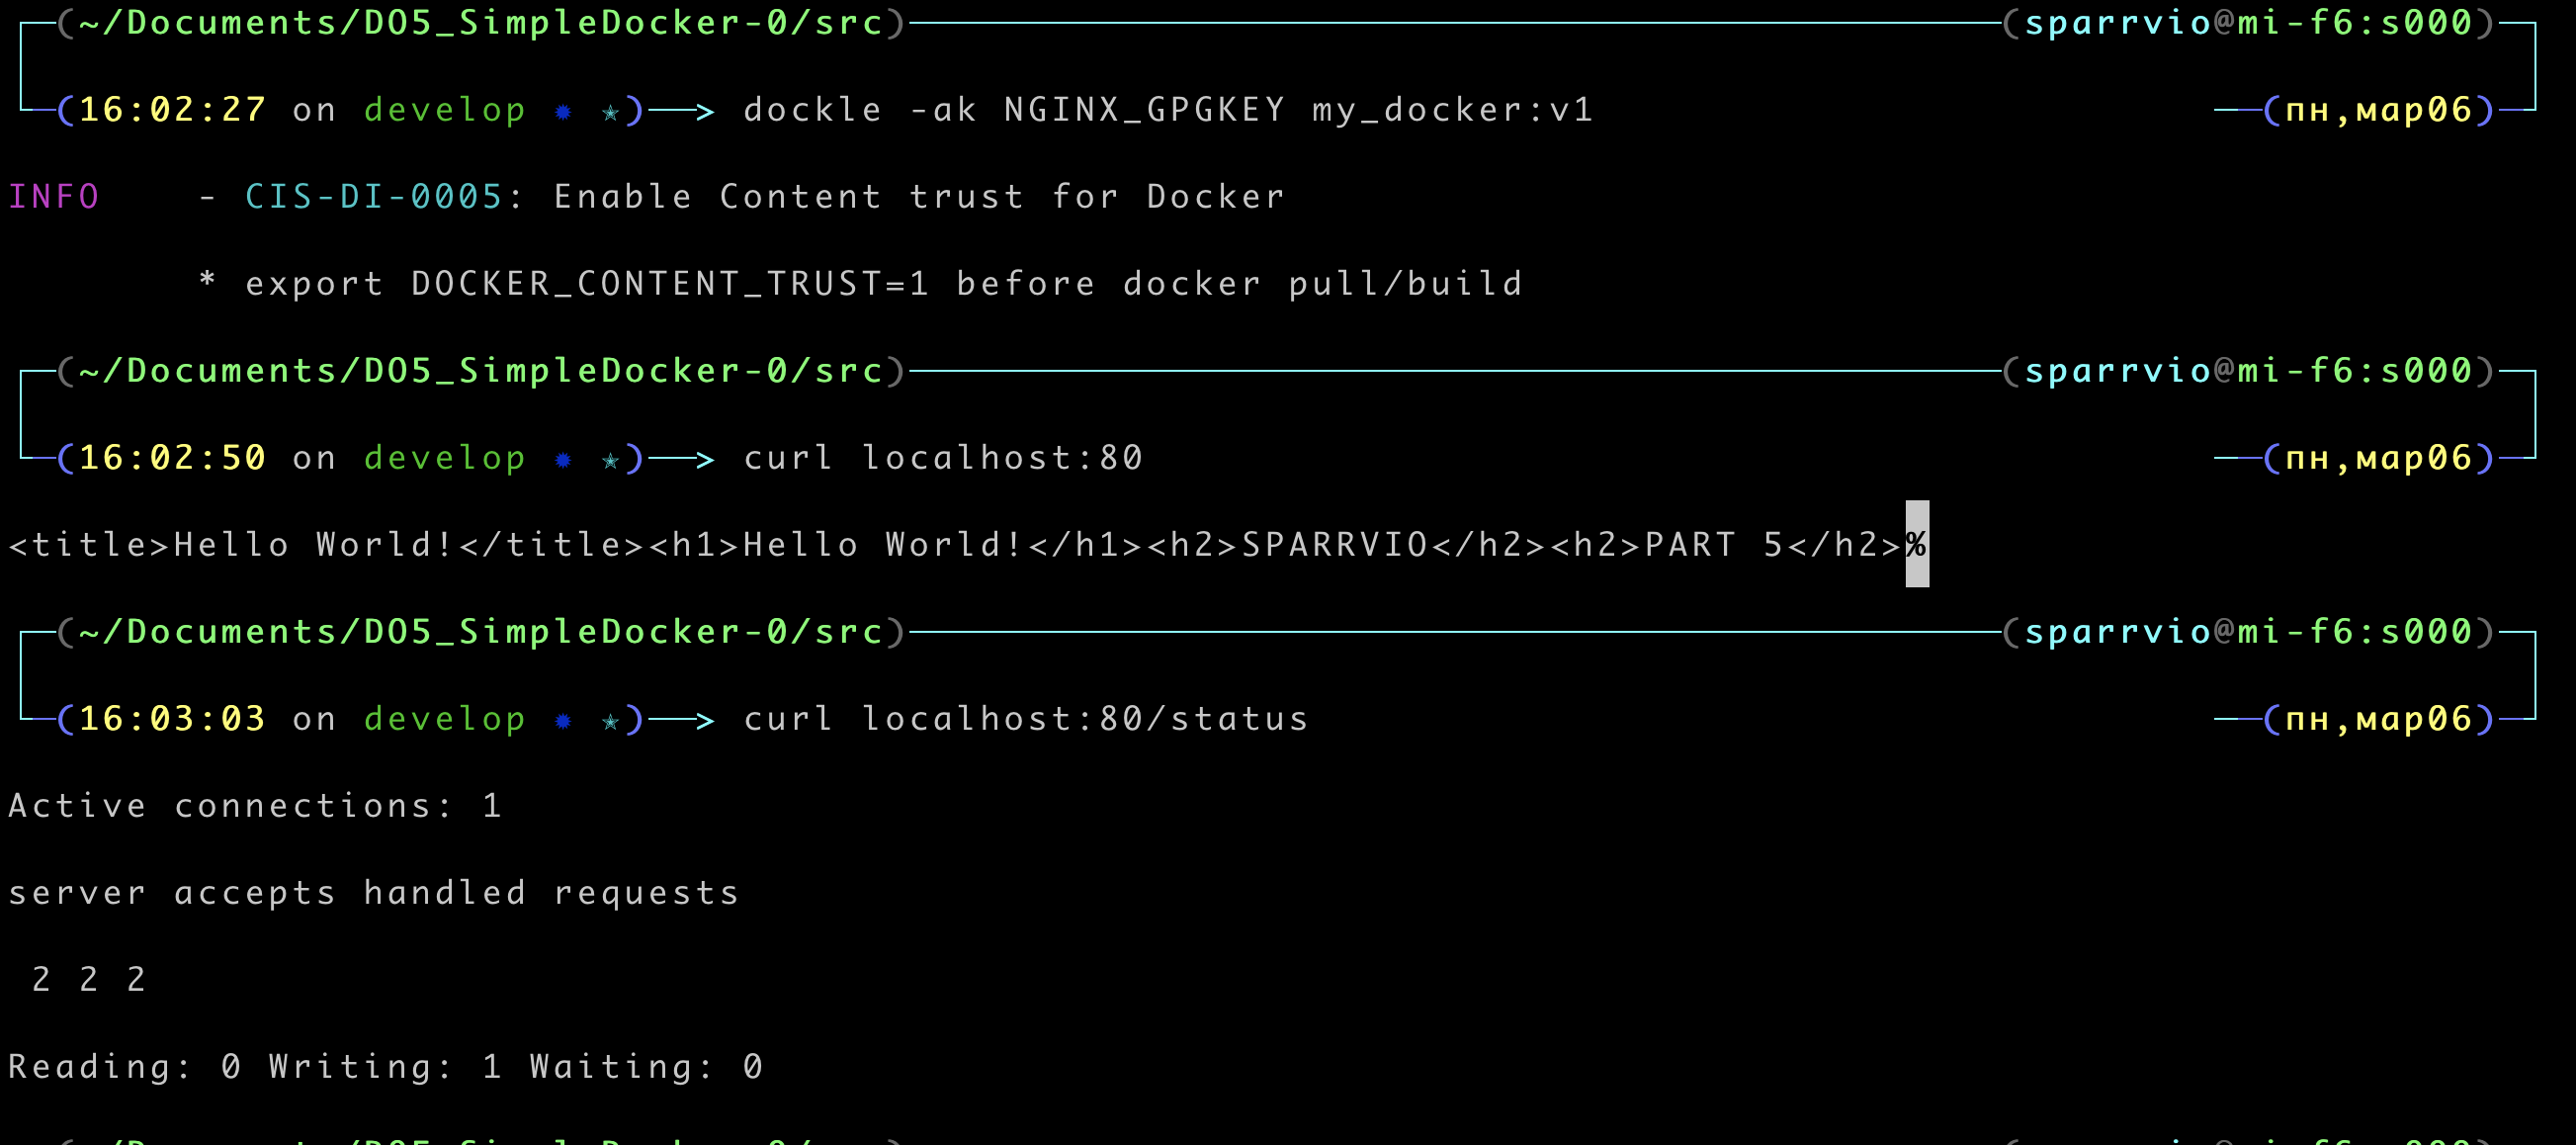 (~/Documents/DO5_SimpleDocker-0/src) (sparrvio@mi-f6:s000)
(16:02:27 on develop ✹ ✭)──> dockle -ak NGINX_GPGKEY my_docker:v1 (пн,мар06)
INFO - CIS-DI-0005: Enable Content trust for Docker
* export DOCKER_CONTENT_TRUST=1 before docker pull/build
(~/Documents/DO5_SimpleDocker-0/src) (sparrvio@mi-f6:s000)
(16:02:50 on develop ✹ ✭)──> curl localhost:80 (пн,мар06)
<title>Hello World!</title><h1>Hello World!</h1><h2>SPARRVIO</h2><h2>PART 5</h2>%
(~/Documents/DO5_SimpleDocker-0/src) (sparrvio@mi-f6:s000)
(16:03:03 on develop ✹ ✭)──> curl localhost:80/status (пн,мар06)
Active connections: 1
server accepts handled requests
2 2 2
Reading: 0 Writing: 1 Waiting: 0